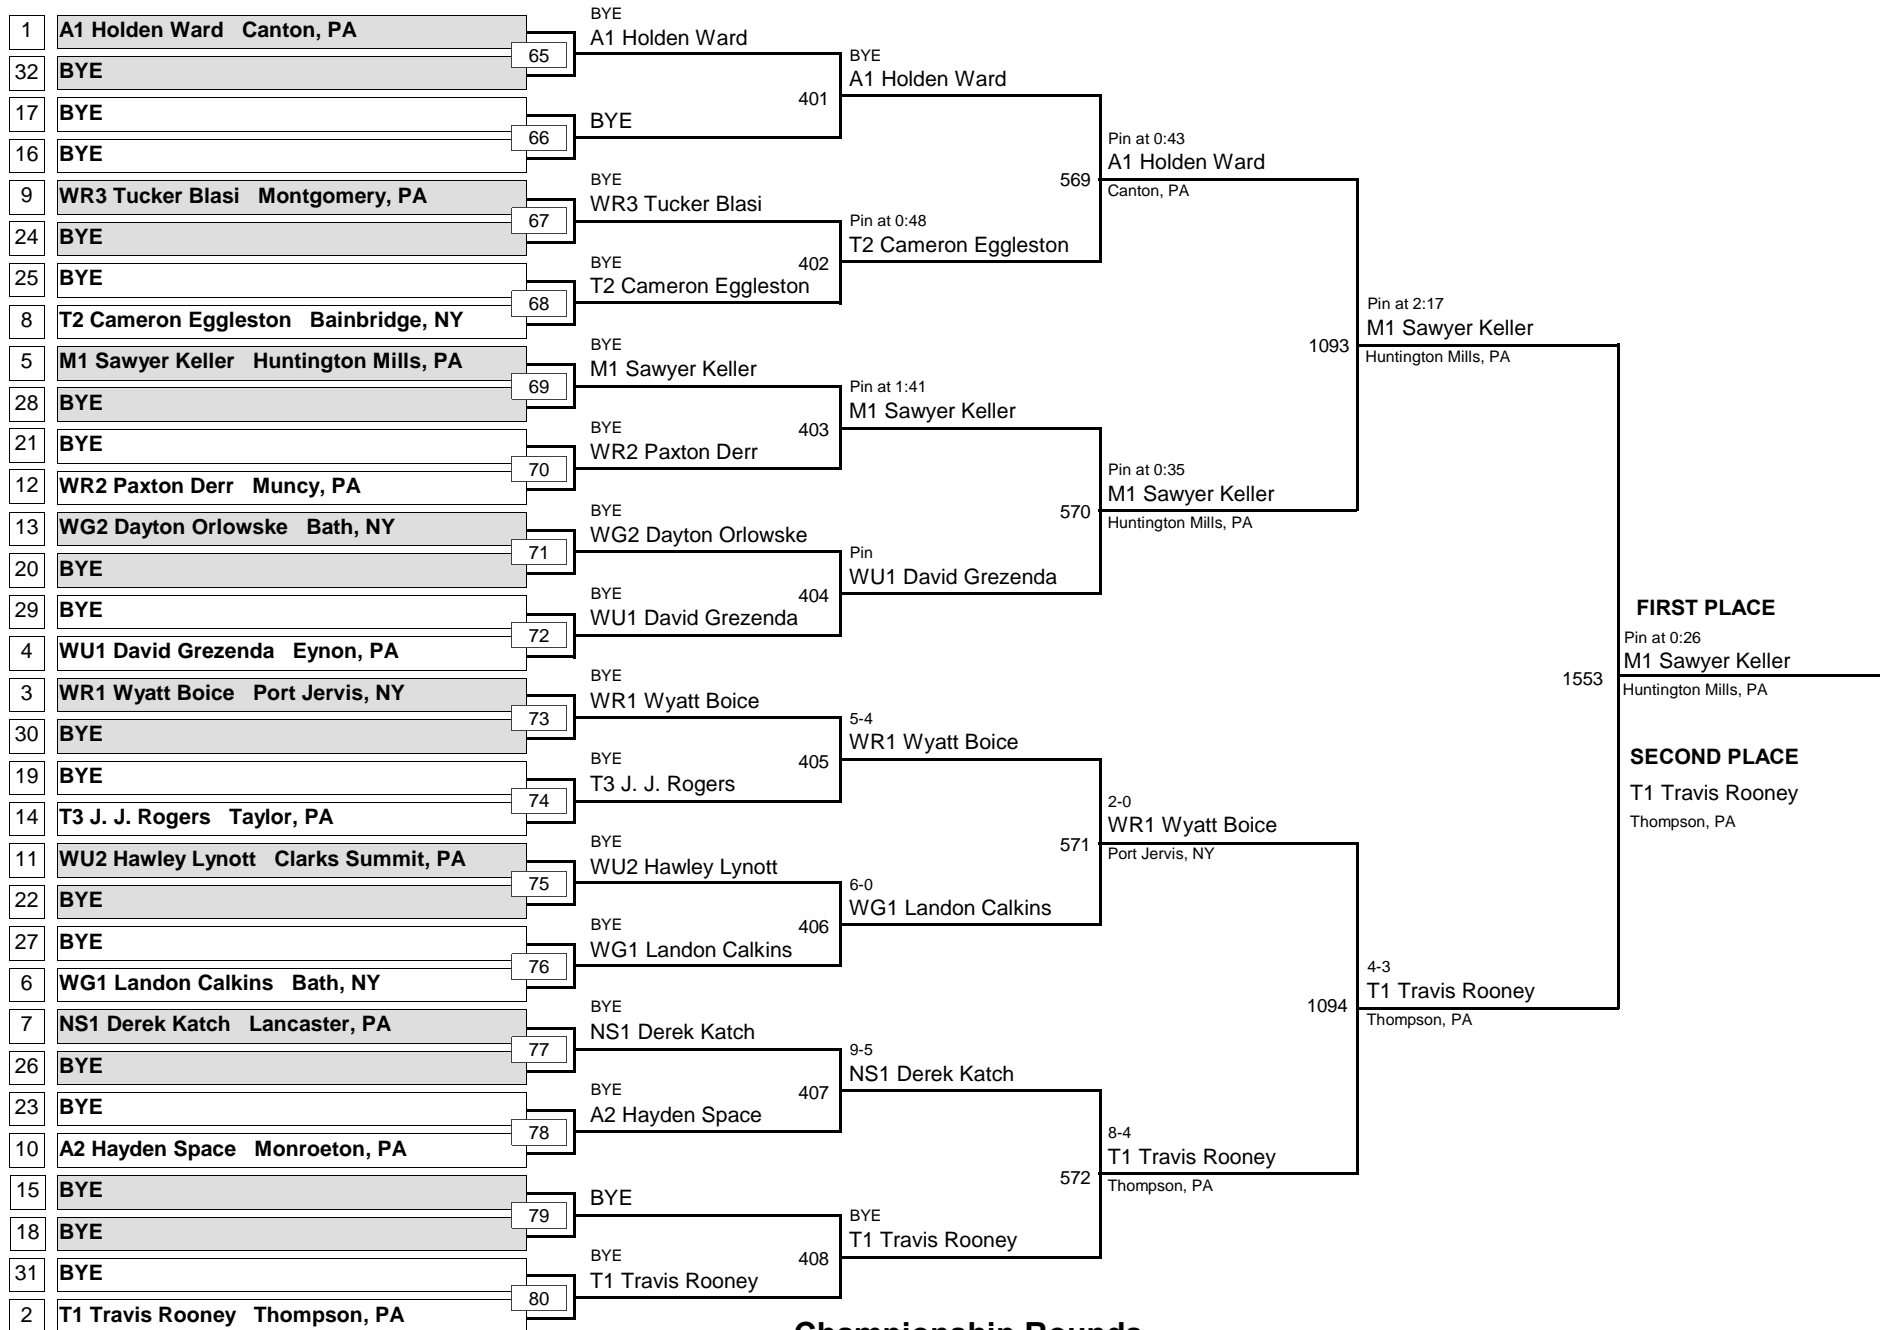 1 A1 Holden Ward Canton, PA
32 BYE
17 BYE
16 BYE
9 WR3 Tucker Blasi Montgomery, PA
24 BYE
25 BYE
8 T2 Cameron Eggleston Bainbridge, NY
5 M1 Sawyer Keller Huntington Mills, PA
28 BYE
21 BYE
12 WR2 Paxton Derr Muncy, PA
13 WG2 Dayton Orlowske Bath, NY
20 BYE
29 BYE
4 WU1 David Grezenda Eynon, PA
3 WR1 Wyatt Boice Port Jervis, NY
30 BYE
19 BYE
14 T3 J. J. Rogers Taylor, PA
11 WU2 Hawley Lynott Clarks Summit, PA
22 BYE
27 BYE
6 WG1 Landon Calkins Bath, NY
7 NS1 Derek Katch Lancaster, PA
26 BYE
23 BYE
10 A2 Hayden Space Monroeton, PA
15 BYE
18 BYE
31 BYE
2 T1 Travis Rooney Thompson, PA
65
66
67
68
69
70
71
72
73
74
75
76
77
78
79
80
BYE
A1 Holden Ward
BYE
BYE
WR3 Tucker Blasi
BYE
T2 Cameron Eggleston
BYE
M1 Sawyer Keller
BYE
WR2 Paxton Derr
BYE
WG2 Dayton Orlowske
BYE
WU1 David Grezenda
BYE
WR1 Wyatt Boice
BYE
T3 J. J. Rogers
BYE
WU2 Hawley Lynott
BYE
WG1 Landon Calkins
BYE
NS1 Derek Katch
BYE
A2 Hayden Space
BYE
BYE
T1 Travis Rooney
401
402
403
404
405
406
407
408
BYE
A1 Holden Ward
Pin at 0:48
T2 Cameron Eggleston
Pin at 1:41
M1 Sawyer Keller
Pin
WU1 David Grezenda
5-4
WR1 Wyatt Boice
6-0
WG1 Landon Calkins
9-5
NS1 Derek Katch
BYE
T1 Travis Rooney
569
570
571
572
Pin at 0:43
A1 Holden Ward
Canton, PA
Pin at 0:35
M1 Sawyer Keller
Huntington Mills, PA
2-0
WR1 Wyatt Boice
Port Jervis, NY
8-4
T1 Travis Rooney
Thompson, PA
1093
1094
Pin at 2:17
M1 Sawyer Keller
Huntington Mills, PA
4-3
T1 Travis Rooney
Thompson, PA
1553
FIRST PLACE
Pin at 0:26
M1 Sawyer Keller
Huntington Mills, PA
SECOND PLACE
T1 Travis Rooney
Thompson, PA
Championship Rounds